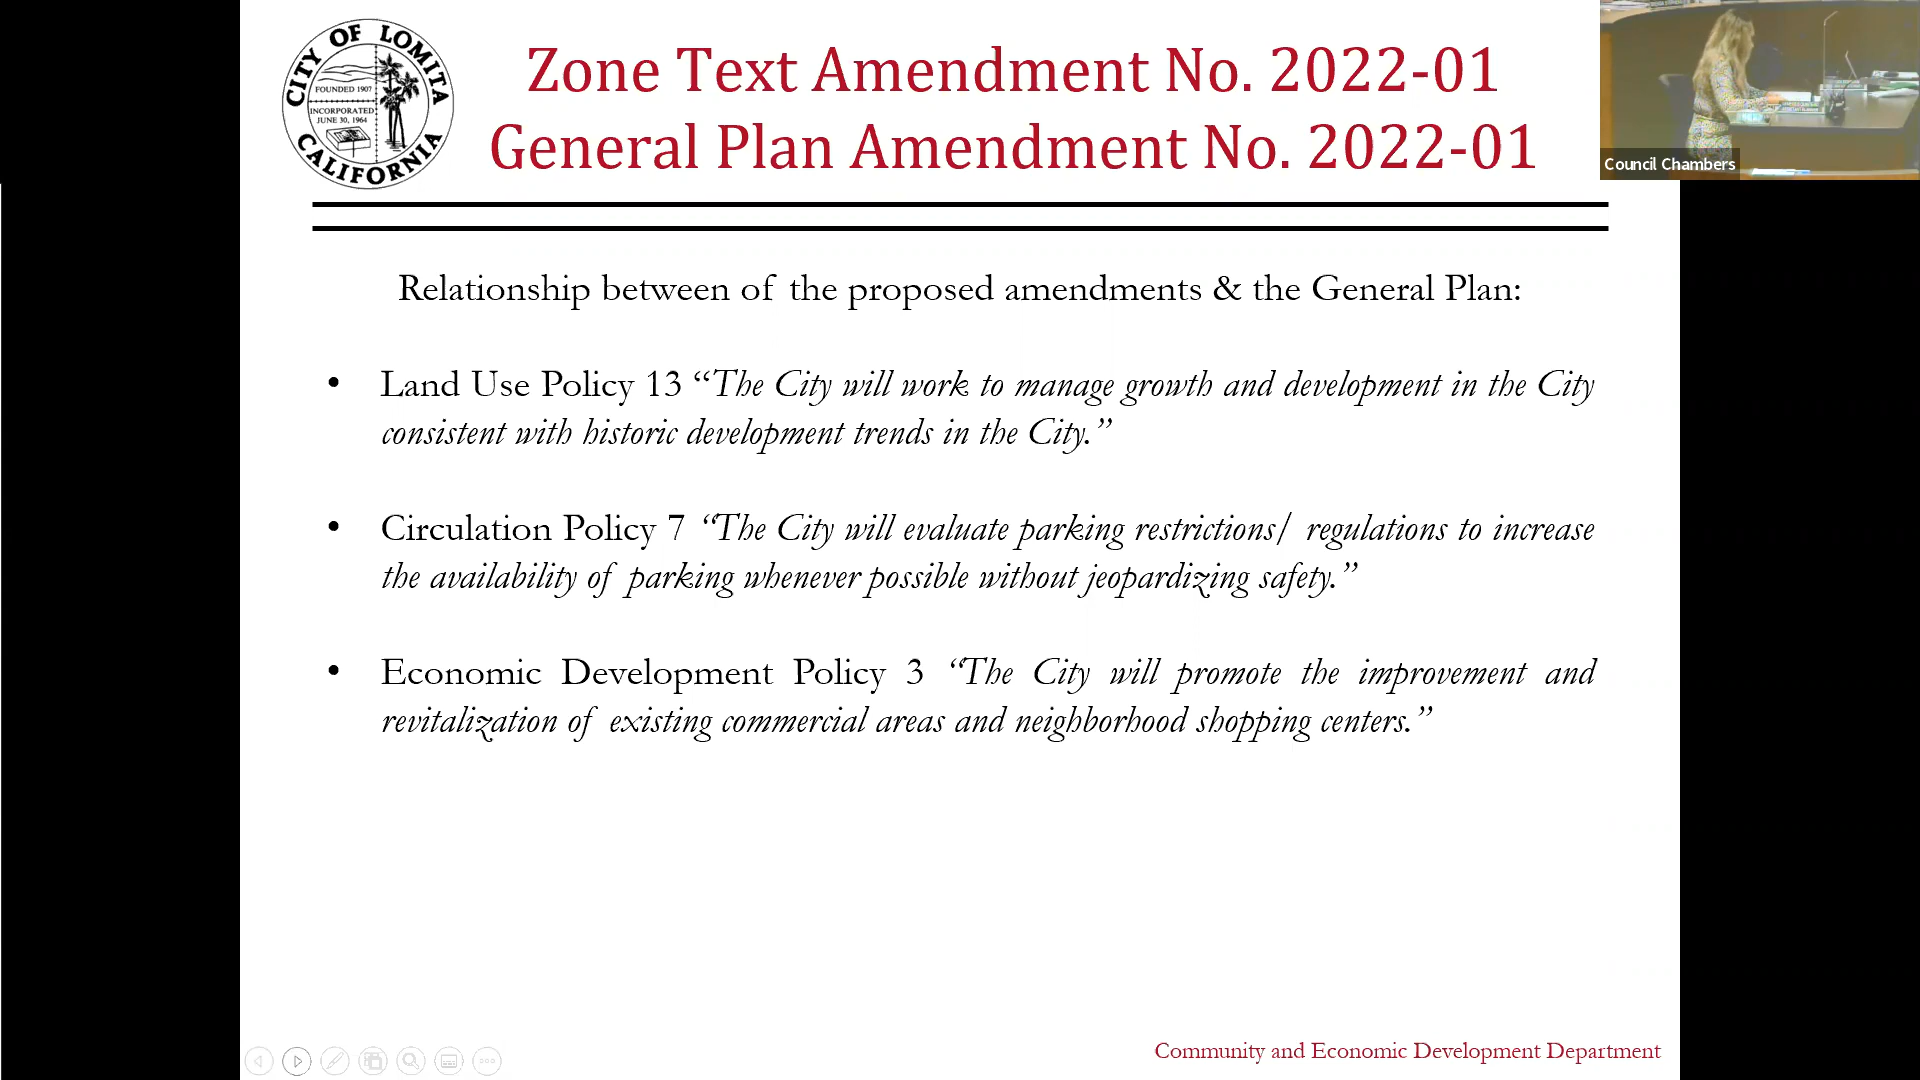 CITY OF LOMITA
FOUNDED 1907
INCORPORATED
JUNE 30, 1964
CALIFORNIA
Zone Text Amendment No. 2022-01
General Plan Amendment No. 2022-01
Council Chambers
Relationship between of the proposed amendments & the General Plan:
• Land Use Policy 13 “The City will work to manage growth and development in the City
consistent with historic development trends in the City.”
• Circulation Policy 7 “The City will evaluate parking restrictions/ regulations to increase
the availability of parking whenever possible without jeopardizing safety.”
• Economic Development Policy 3 “The City will promote the improvement and
revitalization of existing commercial areas and neighborhood shopping centers.”
Community and Economic Development Department